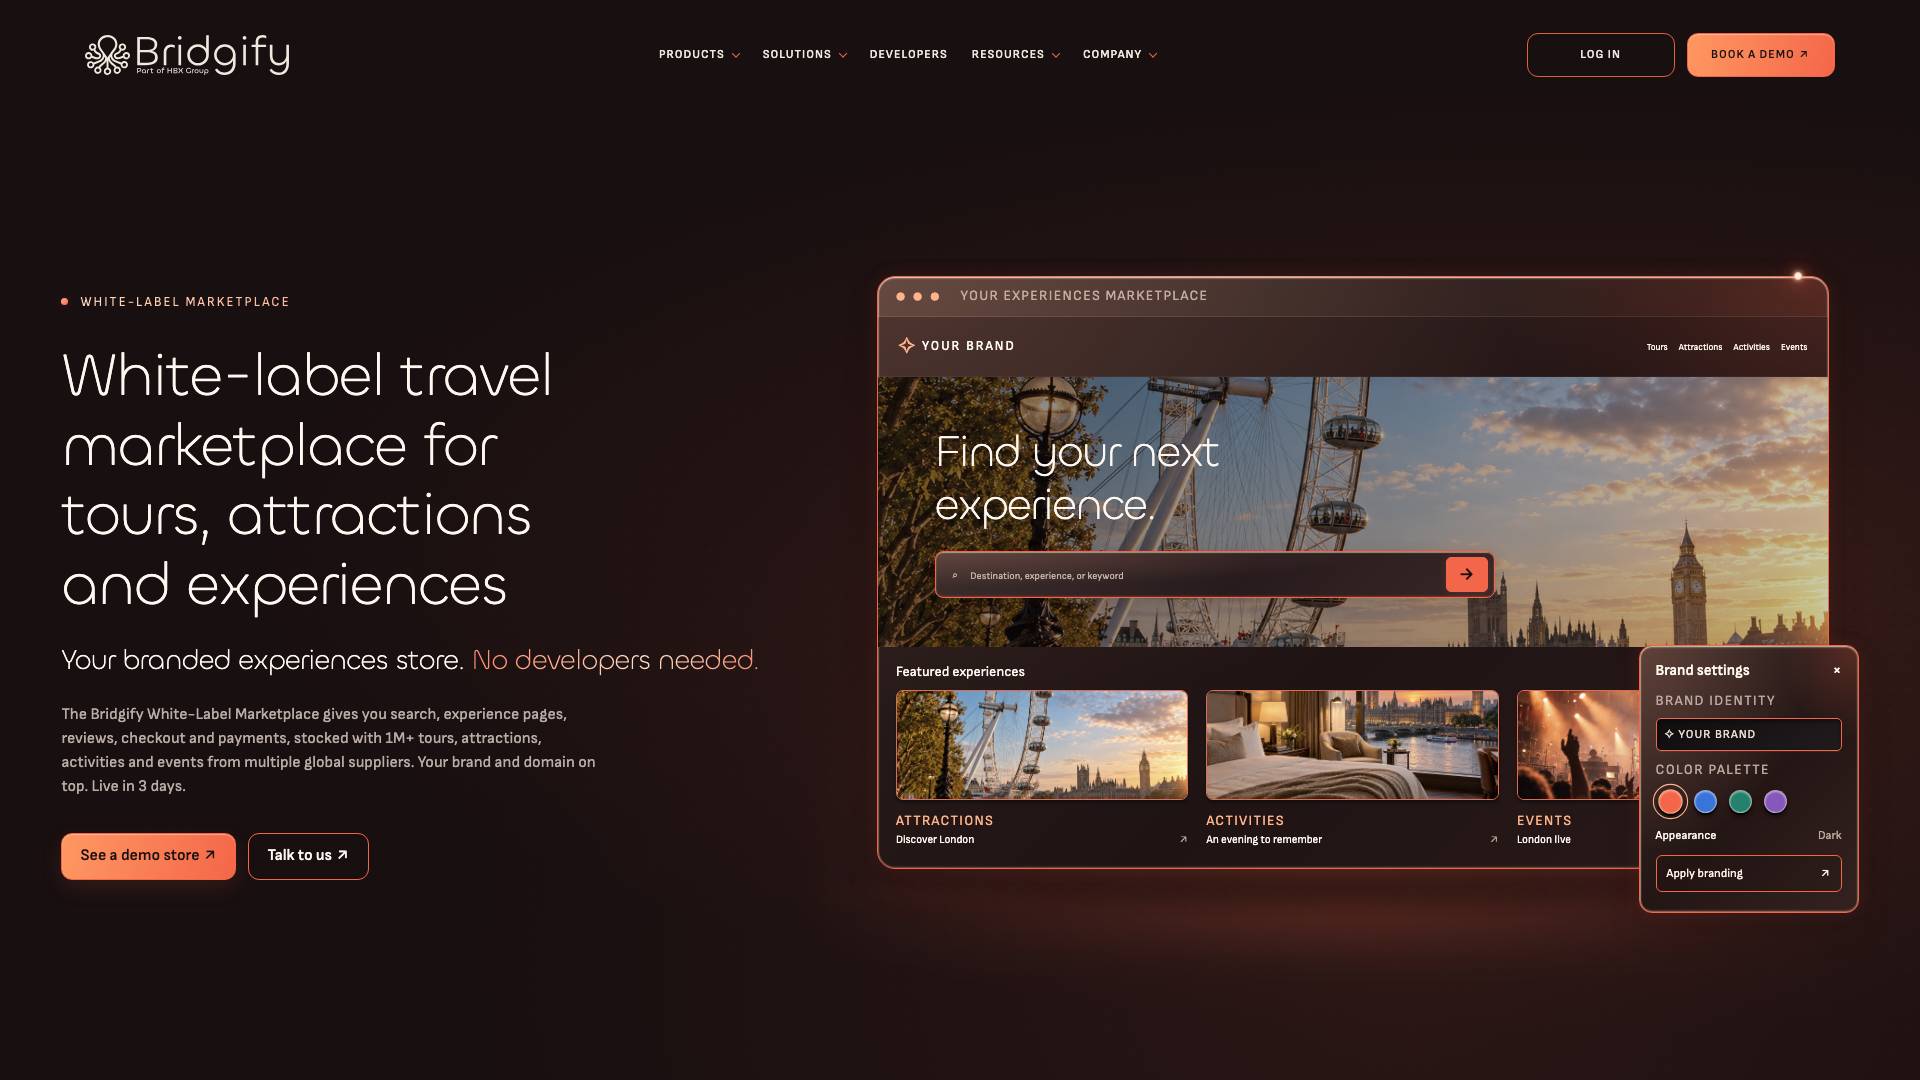 Bridgify
Part of HBX Group
PRODUCTS
SOLUTIONS
DEVELOPERS
RESOURCES
COMPANY
LOG IN
BOOK A DEMO ↗
WHITE-LABEL MARKETPLACE
White-label travel
marketplace for
tours, attractions
and experiences
Your branded experiences store. No developers needed.
The Bridgify White-Label Marketplace gives you search, experience pages,
reviews, checkout and payments, stocked with 1M+ tours, attractions,
activities and events from multiple global suppliers. Your brand and domain on
top. Live in 3 days.
See a demo store ↗
Talk to us ↗
YOUR EXPERIENCES MARKETPLACE
YOUR BRAND
Tours
Attractions
Activities
Events
Find your next
experience.
Destination, experience, or keyword
Featured experiences
ATTRACTIONS
Discover London ↗
ACTIVITIES
An evening to remember ↗
EVENTS
London live
Brand settings ×
BRAND IDENTITY
YOUR BRAND
COLOR PALETTE
Appearance Dark
Apply branding ↗